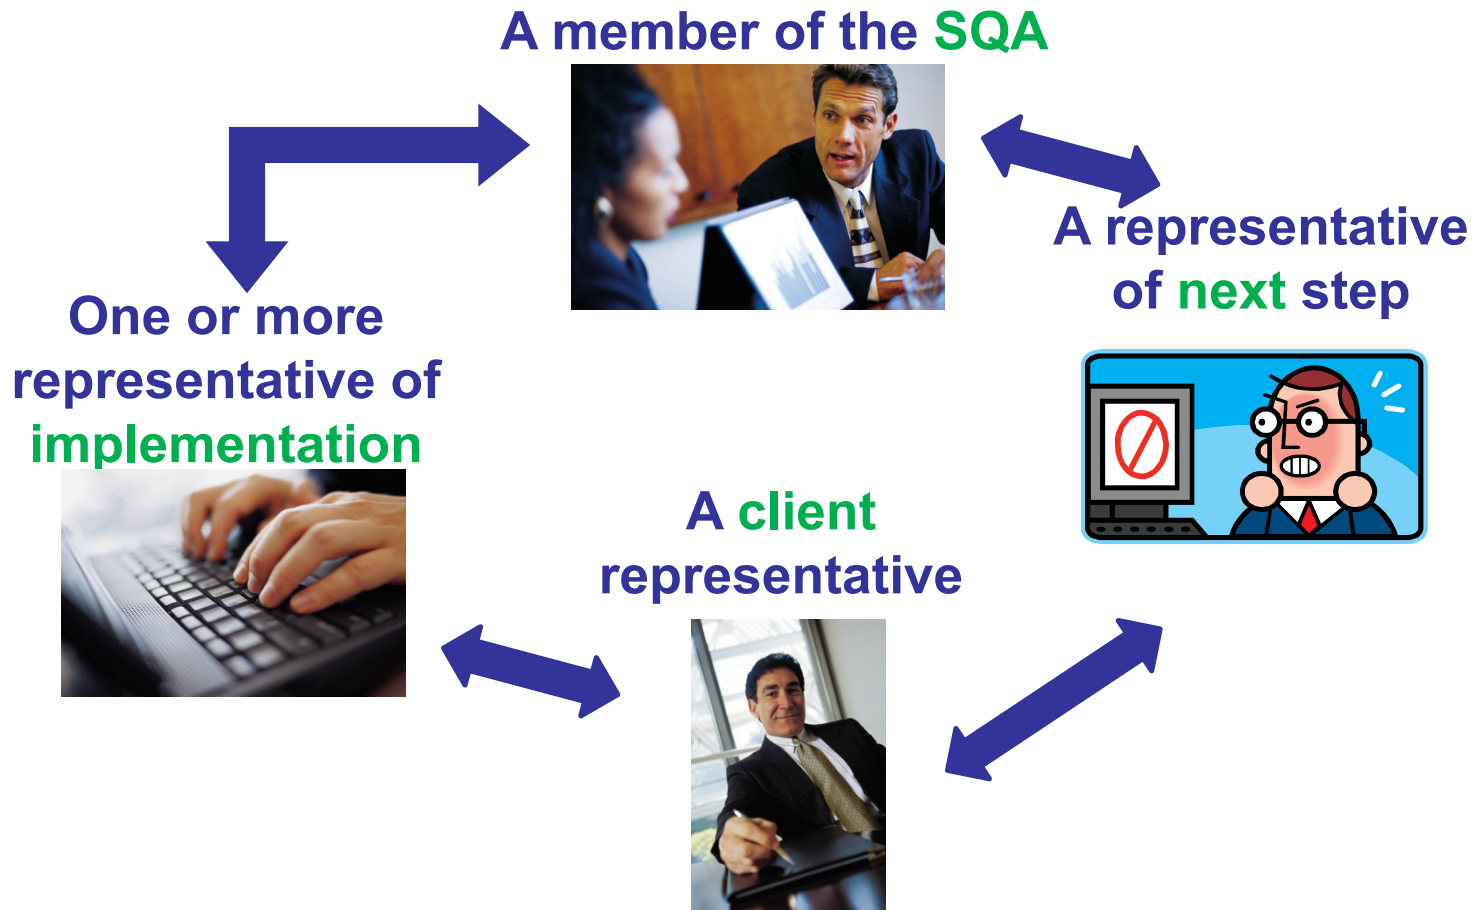 A member of the SQA
A representative
of next step
One or more
representative of
implementation
A client
representative